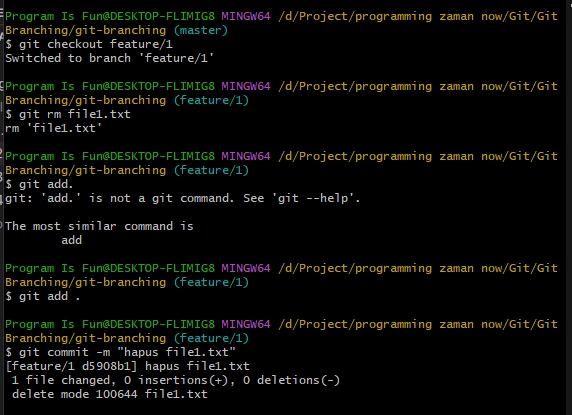 Program Is Fun@DESKTOP-FLIMIG8 MINGW64 /d/Project/programming zaman now/Git/Git
Branching/git-branching (master)
$ git checkout feature/1
Switched to branch 'feature/1'
Program Is Fun@DESKTOP-FLIMIG8 MINGW64 /d/Project/programming zaman now/Git/Git
Branching/git-branching (feature/1)
$ git rm file1.txt
rm 'file1.txt'
Program Is Fun@DESKTOP-FLIMIG8 MINGW64 /d/Project/programming zaman now/Git/Git
Branching/git-branching (feature/1)
$ git add.
git: 'add.' is not a git command. See 'git --help'.
The most similar command is
add
Program Is Fun@DESKTOP-FLIMIG8 MINGW64 /d/Project/programming zaman now/Git/Git
Branching/git-branching (feature/1)
$ git add .
Program Is Fun@DESKTOP-FLIMIG8 MINGW64 /d/Project/programming zaman now/Git/Git
Branching/git-branching (feature/1)
$ git commit -m "hapus file1.txt"
[feature/1 d5908b1] hapus file1.txt
1 file changed, 0 insertions(+), 0 deletions(-)
delete mode 100644 file1.txt